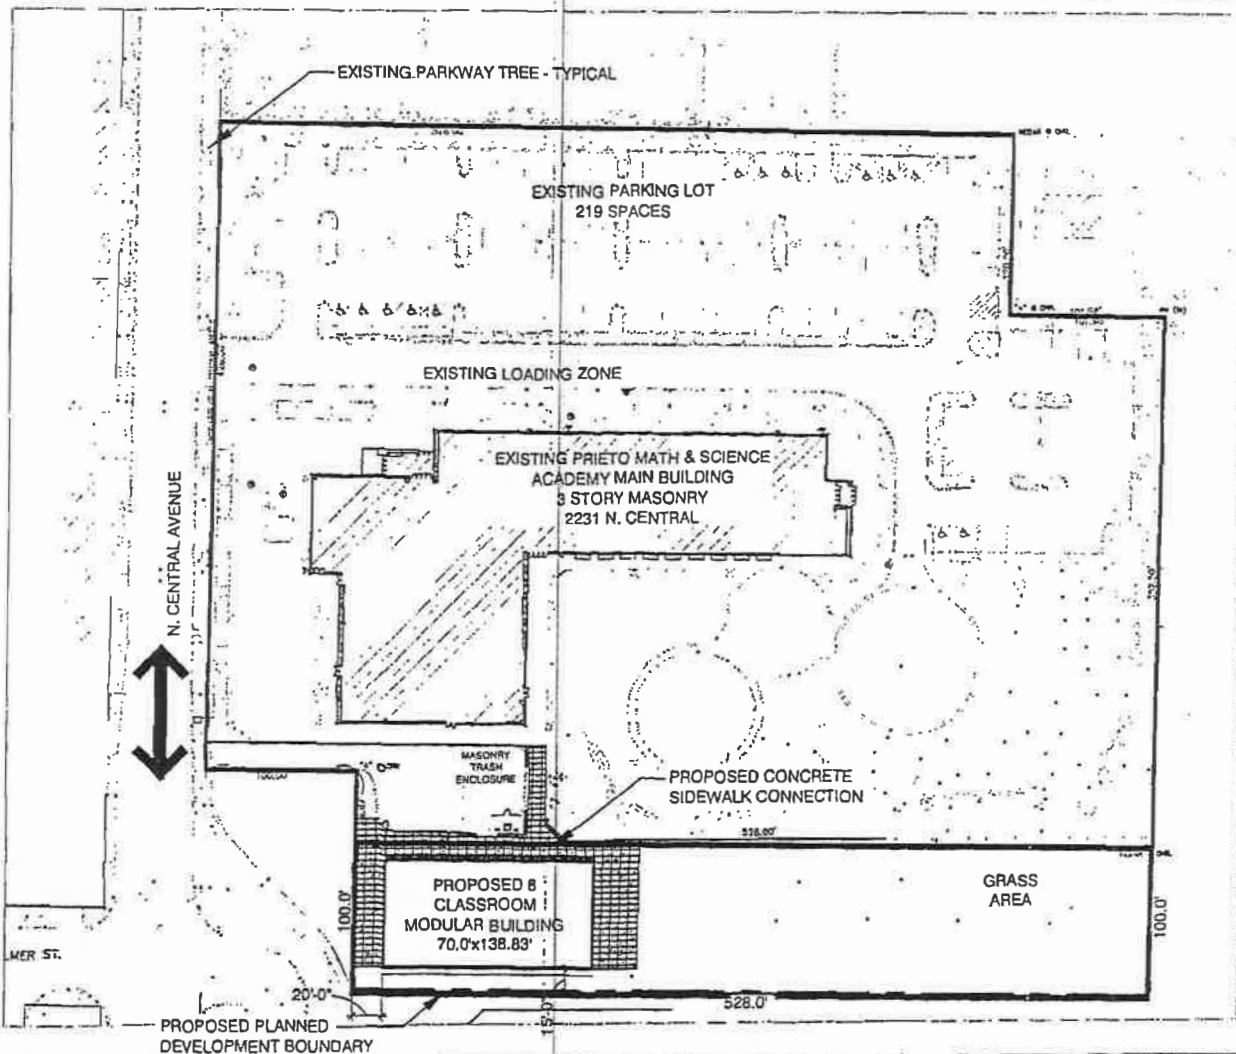 EXISTING PARKWAY TREE - TYPICAL
EXISTING PARKING LOT
219 SPACES
EXISTING LOADING ZONE
EXISTING PRIETO MATH & SCIENCE
ACADEMY MAIN BUILDING
3 STORY MASONRY
2231 N. CENTRAL
N. CENTRAL AVENUE
MASONRY
TRASH
ENCLOSURE
PROPOSED CONCRETE
SIDEWALK CONNECTION
528.00'
PROPOSED 8
CLASSROOM
MODULAR BUILDING
70.0'x138.83'
GRASS
AREA
100.0'
100.0'
LMER ST.
20'-0"
15'-0"
528.0'
PROPOSED PLANNED
DEVELOPMENT BOUNDARY